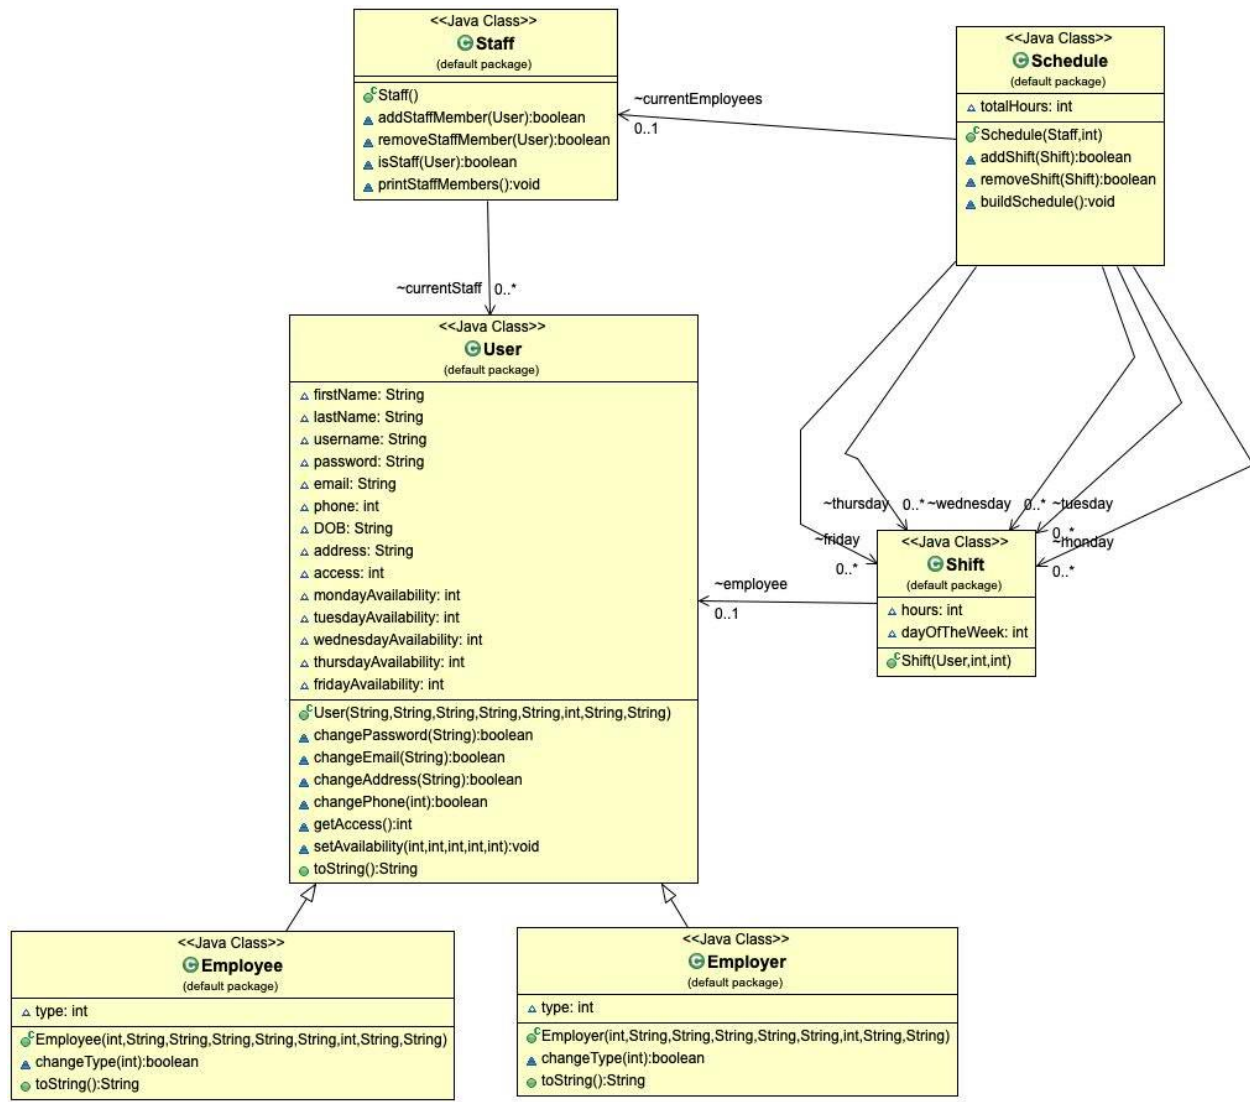 <<Java Class>>
Staff
(default package)
Staff()
addStaffMember(User):boolean
removeStaffMember(User):boolean
isStaff(User):boolean
printStaffMembers():void
<<Java Class>>
Schedule
(default package)
totalHours: int
Schedule(Staff,int)
addShift(Shift):boolean
removeShift(Shift):boolean
buildSchedule():void
~currentEmployees
0..1
~currentStaff
0..*
<<Java Class>>
User
(default package)
firstName: String
lastName: String
username: String
password: String
email: String
phone: int
DOB: String
address: String
access: int
mondayAvailability: int
tuesdayAvailability: int
wednesdayAvailability: int
thursdayAvailability: int
fridayAvailability: int
User(String,String,String,String,String,int,String,String)
changePassword(String):boolean
changeEmail(String):boolean
changeAddress(String):boolean
changePhone(int):boolean
getAccess():int
setAvailability(int,int,int,int,int):void
toString():String
~thursday
0..*
~wednesday
0..*
~tuesday
0..*
~friday
0..*
~monday
0..*
<<Java Class>>
Shift
(default package)
hours: int
dayOfTheWeek: int
Shift(User,int,int)
~employee
0..1
<<Java Class>>
Employee
(default package)
type: int
Employee(int,String,String,String,String,String,int,String,String)
changeType(int):boolean
toString():String
<<Java Class>>
Employer
(default package)
type: int
Employer(int,String,String,String,String,String,int,String,String)
changeType(int):boolean
toString():String